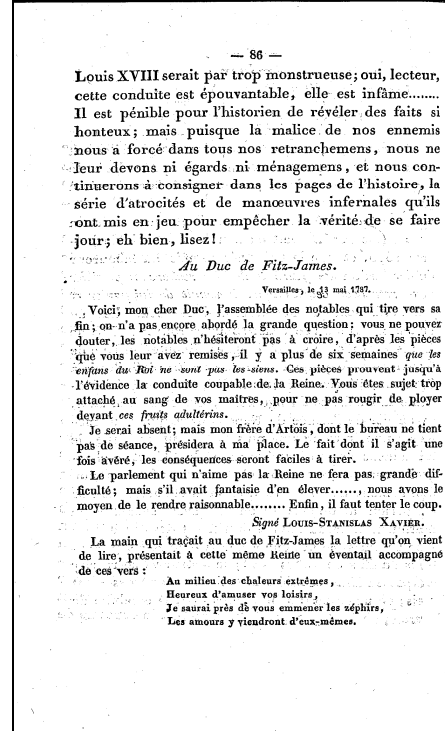 — 86 —
Louis XVIII serait par trop monstrueuse; oui, lecteur,
cette conduite est épouvantable, elle est infâme........
Il est pénible pour l'historien de révéler des faits si
honteux; mais puisque la malice de nos ennemis
nous a forcé dans tous nos retranchemens, nous ne
leur devons ni égards ni ménagemens, et nous con-
tinuerons à consigner dans les pages de l'histoire, la
série d'atrocités et de manœuvres infernales qu'ils
ont mis en jeu pour empêcher la vérité de se faire
jour; eh bien, lisez!
Au Duc de Fitz-James.
Versailles, le 13 mai 1787.
Voici, mon cher Duc, l'assemblée des notables qui tire vers sa
fin; on n'a pas encore abordé la grande question; vous ne pouvez
douter, les notables n'hésiteront pas à croire, d'après les pièces
que vous leur avez remises, il y a plus de six semaines que les
enfans du Roi ne sont pas les siens. Ces pièces prouvent jusqu'à
l'évidence la conduite coupable de la Reine. Vous êtes sujet trop
attaché au sang de vos maîtres, pour ne pas rougir de ployer
devant ces fruits adultérins.
Je serai absent; mais mon frère d'Artois, dont le bureau ne tient
pas de séance, présidera à ma place. Le fait dont il s'agit une
fois avéré, les conséquences seront faciles à tirer.
Le parlement qui n'aime pas la Reine ne fera pas grande dif-
ficulté; mais s'il avait fantaisie d'en élever......, nous avons le
moyen de le rendre raisonnable........ Enfin, il faut tenter le coup.
Signé LOUIS-STANISLAS XAVIER.
La main qui traçait au duc de Fitz-James la lettre qu'on vient
de lire, présentait à cette même Reine un éventail accompagné
de ces vers :
Au milieu des chaleurs extrêmes,
Heureux d'amuser vos loisirs,
Je saurai près de vous emmener les zéphirs,
Les amours y viendront d'eux-mêmes.